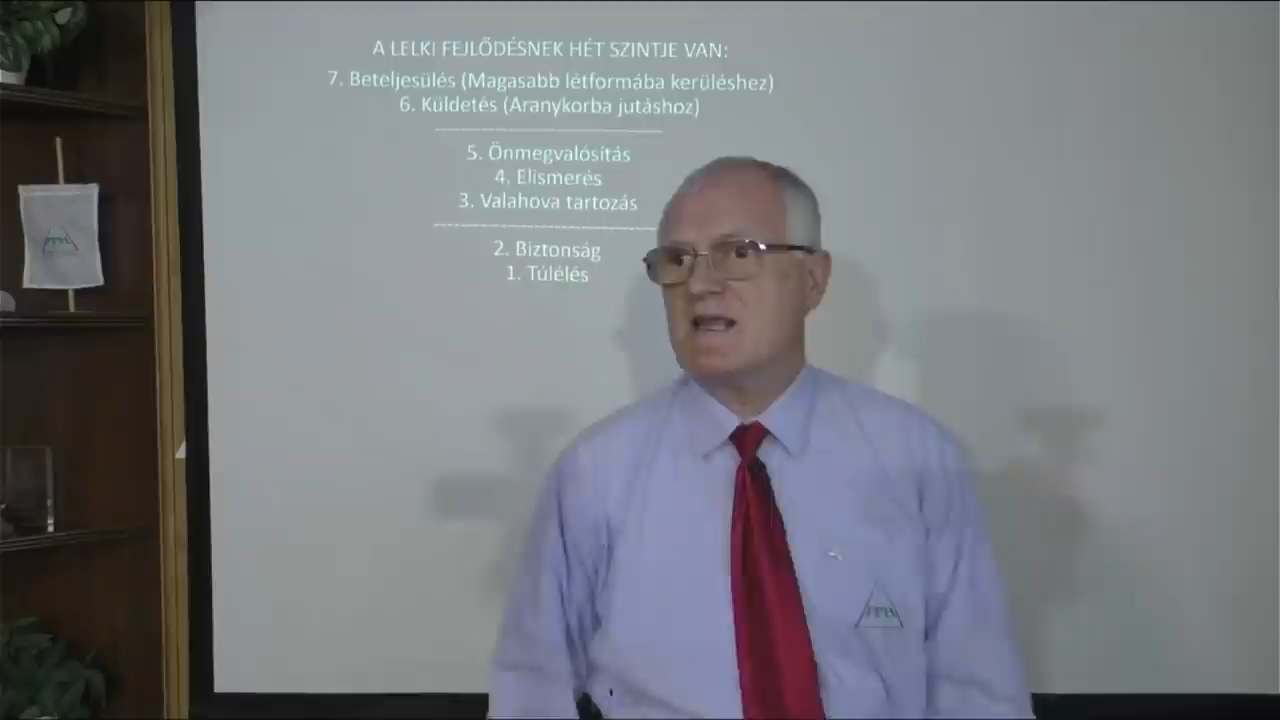 A LELKI FEJLŐDÉSNEK HÉT SZINTJE VAN:
7. Beteljesülés (Magasabb létformába kerüléshez)
6. Küldetés (Aranykorba jutáshoz)
5. Önmegvalósítás
4. Elismerés
3. Valahova tartozás
2. Biztonság
1. Túlélés